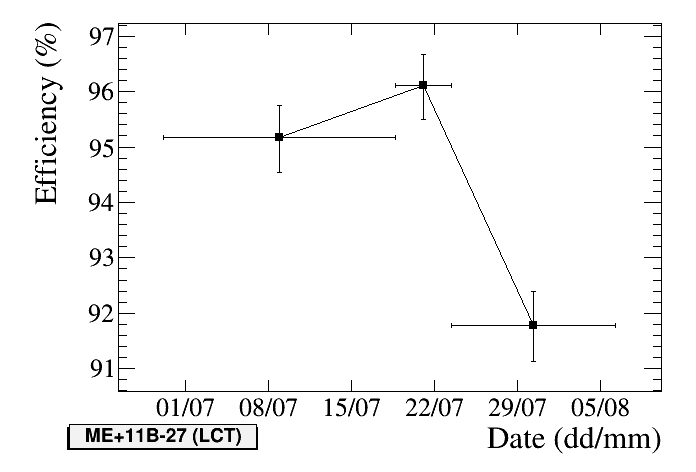 Efficiency (%)
97
96
95
94
93
92
91
01/07 08/07 15/07 22/07 29/07 05/08
Date (dd/mm)
ME+11B-27 (LCT)